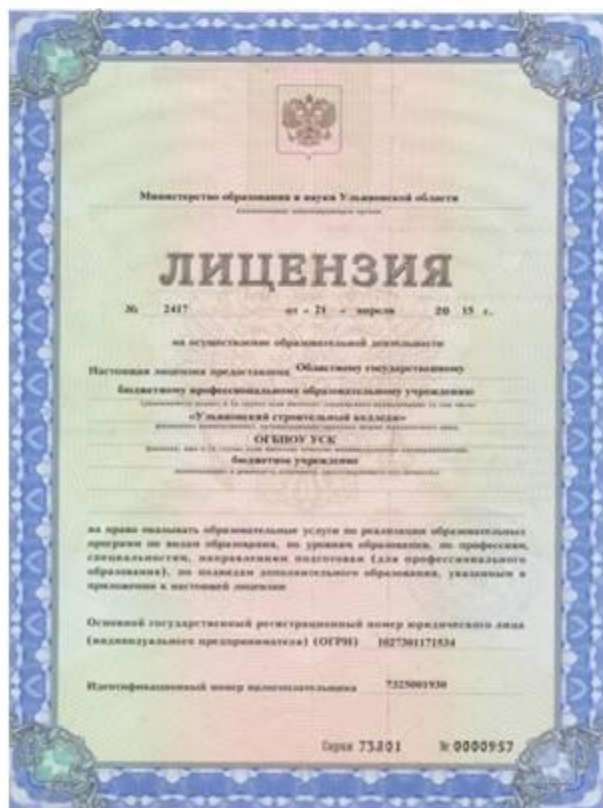 Министерство образования и науки Ульяновской области
ЛИЦЕНЗИЯ
№ 2417 от « 21 » апреля 20 15 г.
на осуществление образовательной деятельности
Настоящая лицензия предоставлена Областному государственному
бюджетному профессиональному образовательному учреждению
«Ульяновский строительный колледж»
ОГБПОУ УСК
бюджетное учреждение
на право оказывать образовательные услуги по реализации образовательных
программ по видам образования, по уровням образования, по профессиям,
специальностям, направлениям подготовки (для профессионального
образования), по подвидам дополнительного образования, указанным в
приложении к настоящей лицензии
Основной государственный регистрационный номер юридического лица
(индивидуального предпринимателя) (ОГРН) 1027301171534
Идентификационный номер налогоплательщика 7325001930
Серия 73Л01 № 0000957